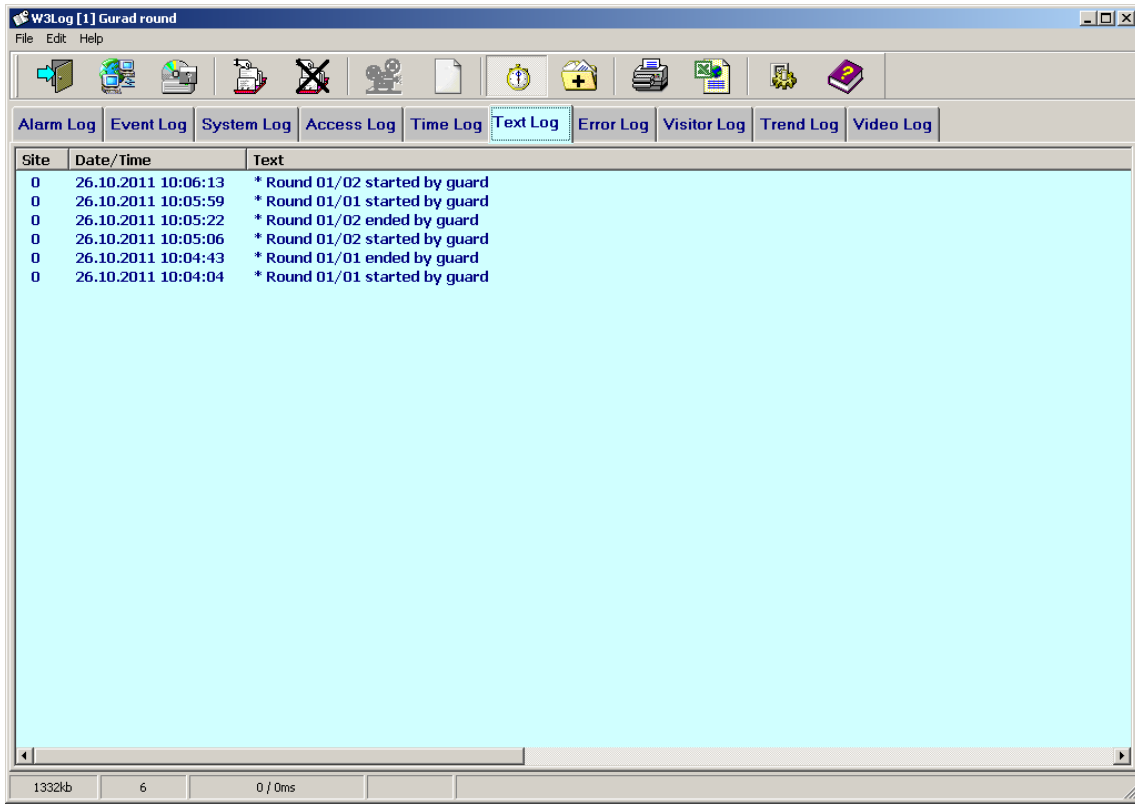 W3Log [1] Gurad round
File Edit Help
Alarm Log Event Log System Log Access Log Time Log Text Log Error Log Visitor Log Trend Log Video Log
Site Date/Time Text
0 26.10.2011 10:06:13 * Round 01/02 started by guard
0 26.10.2011 10:05:59 * Round 01/01 started by guard
0 26.10.2011 10:05:22 * Round 01/02 ended by guard
0 26.10.2011 10:05:06 * Round 01/02 started by guard
0 26.10.2011 10:04:43 * Round 01/01 ended by guard
0 26.10.2011 10:04:04 * Round 01/01 started by guard
1332kb 6 0 / 0ms